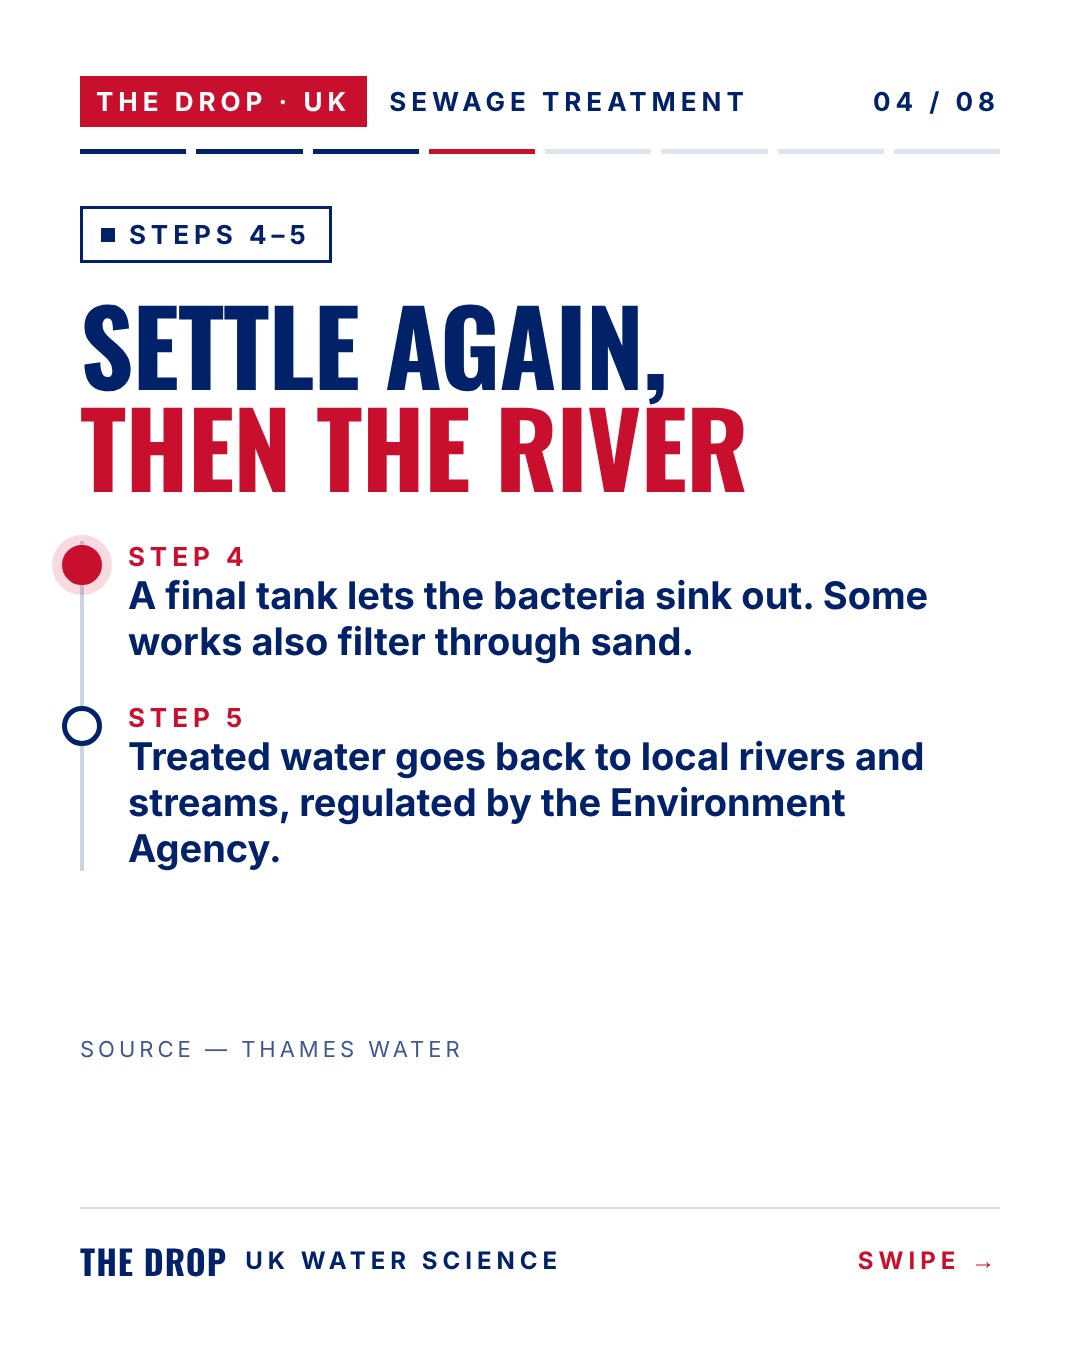 THE DROP · UK SEWAGE TREATMENT 04 / 08
STEPS 4–5
SETTLE AGAIN,
THEN THE RIVER
STEP 4
A final tank lets the bacteria sink out. Some
works also filter through sand.
STEP 5
Treated water goes back to local rivers and
streams, regulated by the Environment
Agency.
SOURCE — THAMES WATER
THE DROP UK WATER SCIENCE SWIPE →